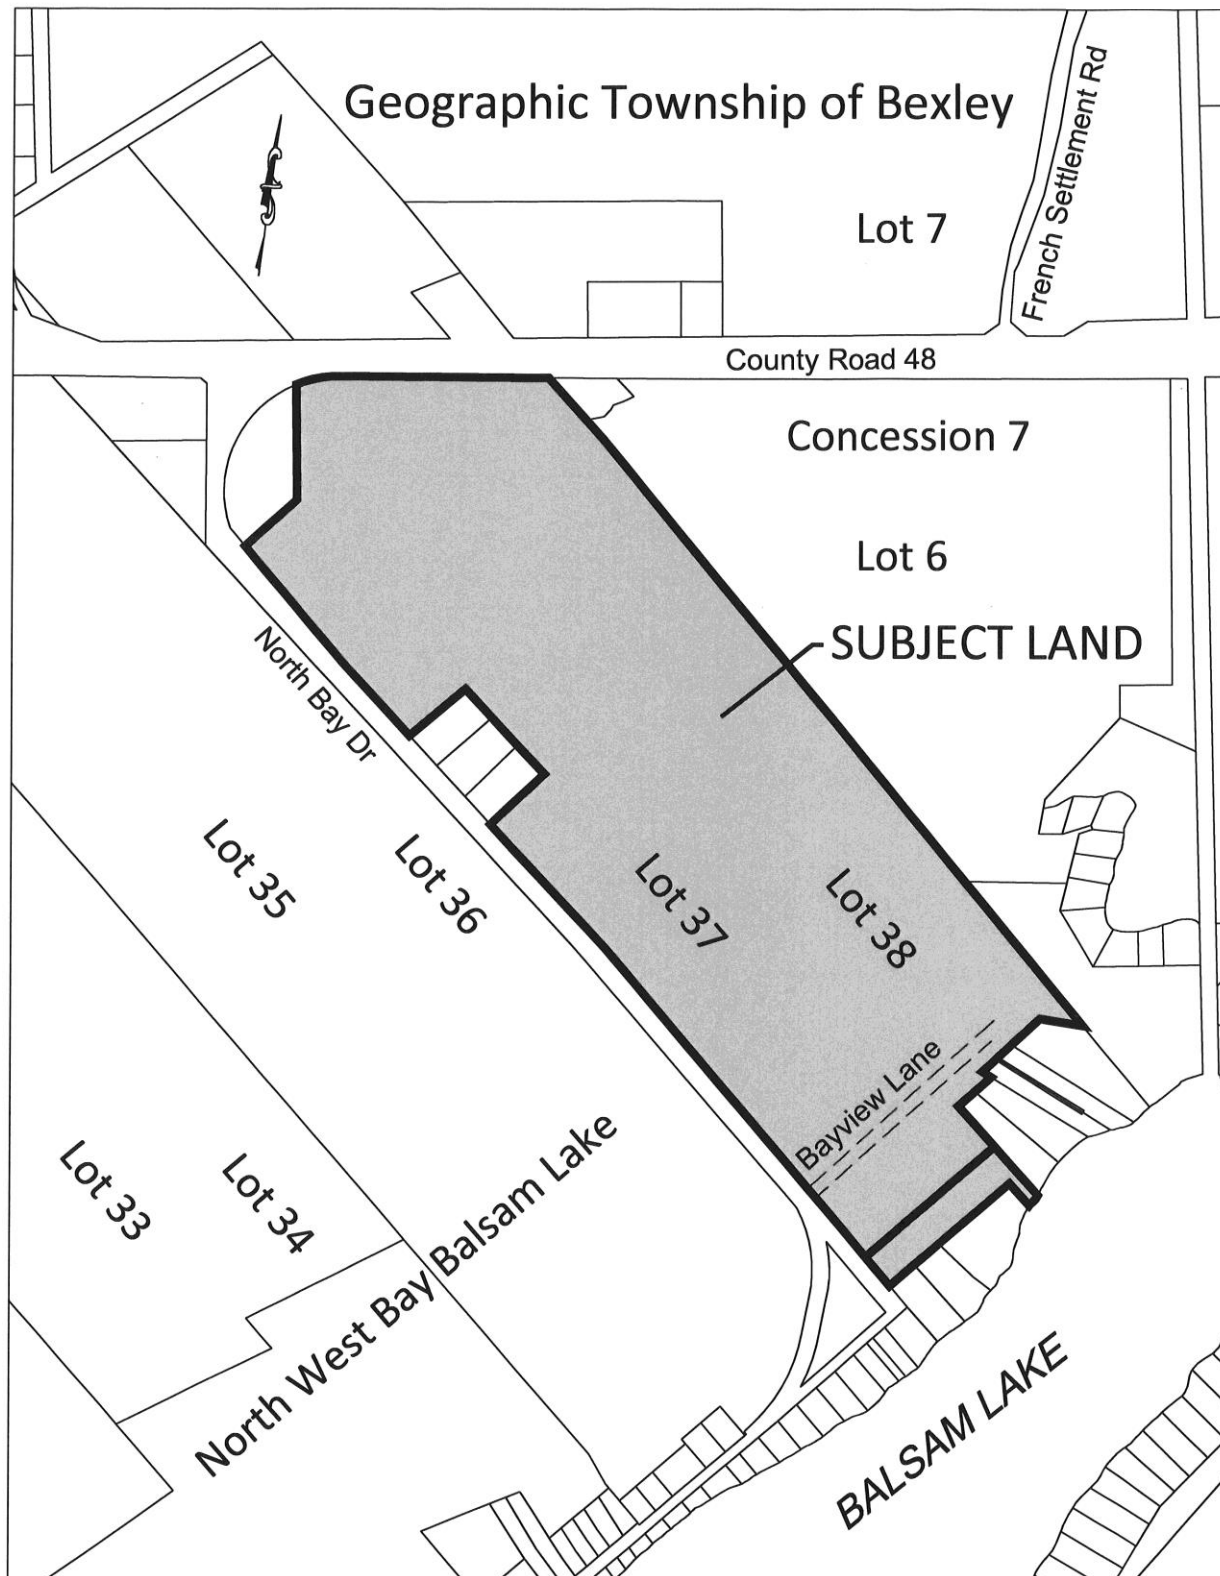 Geographic Township of Bexley
French Settlement Rd
Lot 7
County Road 48
Concession 7
Lot 6
SUBJECT LAND
North Bay Dr
Lot 35
Lot 36
Lot 37
Lot 38
Bayview Lane
Lot 33
Lot 34
North West Bay Balsam Lake
BALSAM LAKE